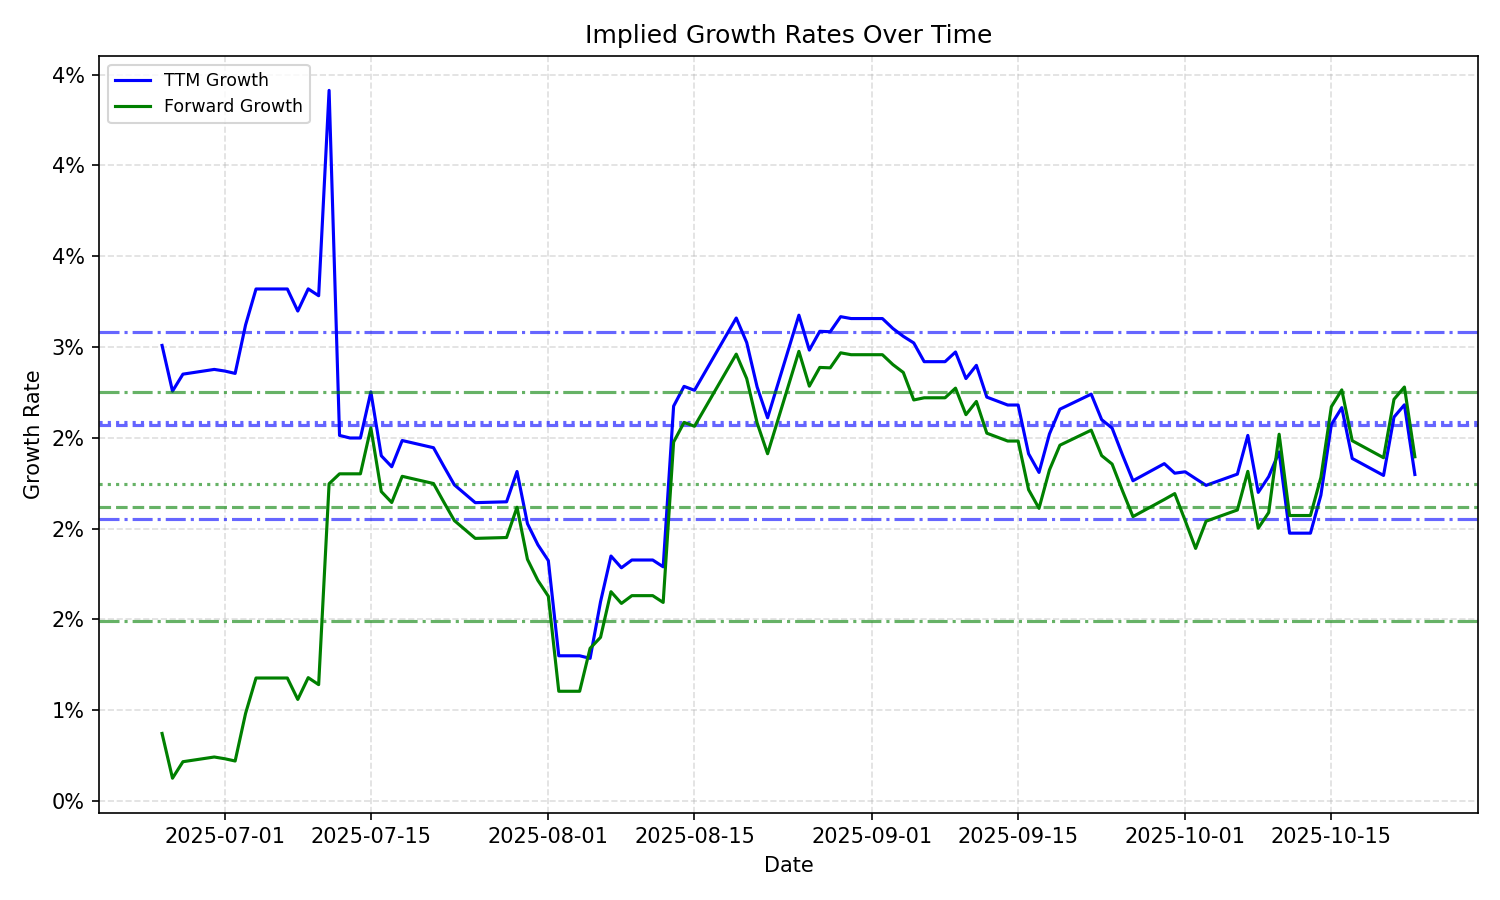 Implied Growth Rates Over Time
TTM Growth
Forward Growth
4%
4%
4%
3%
2%
2%
2%
1%
0%
Growth Rate
2025-07-01 2025-07-15 2025-08-01 2025-08-15 2025-09-01 2025-09-15 2025-10-01 2025-10-15
Date